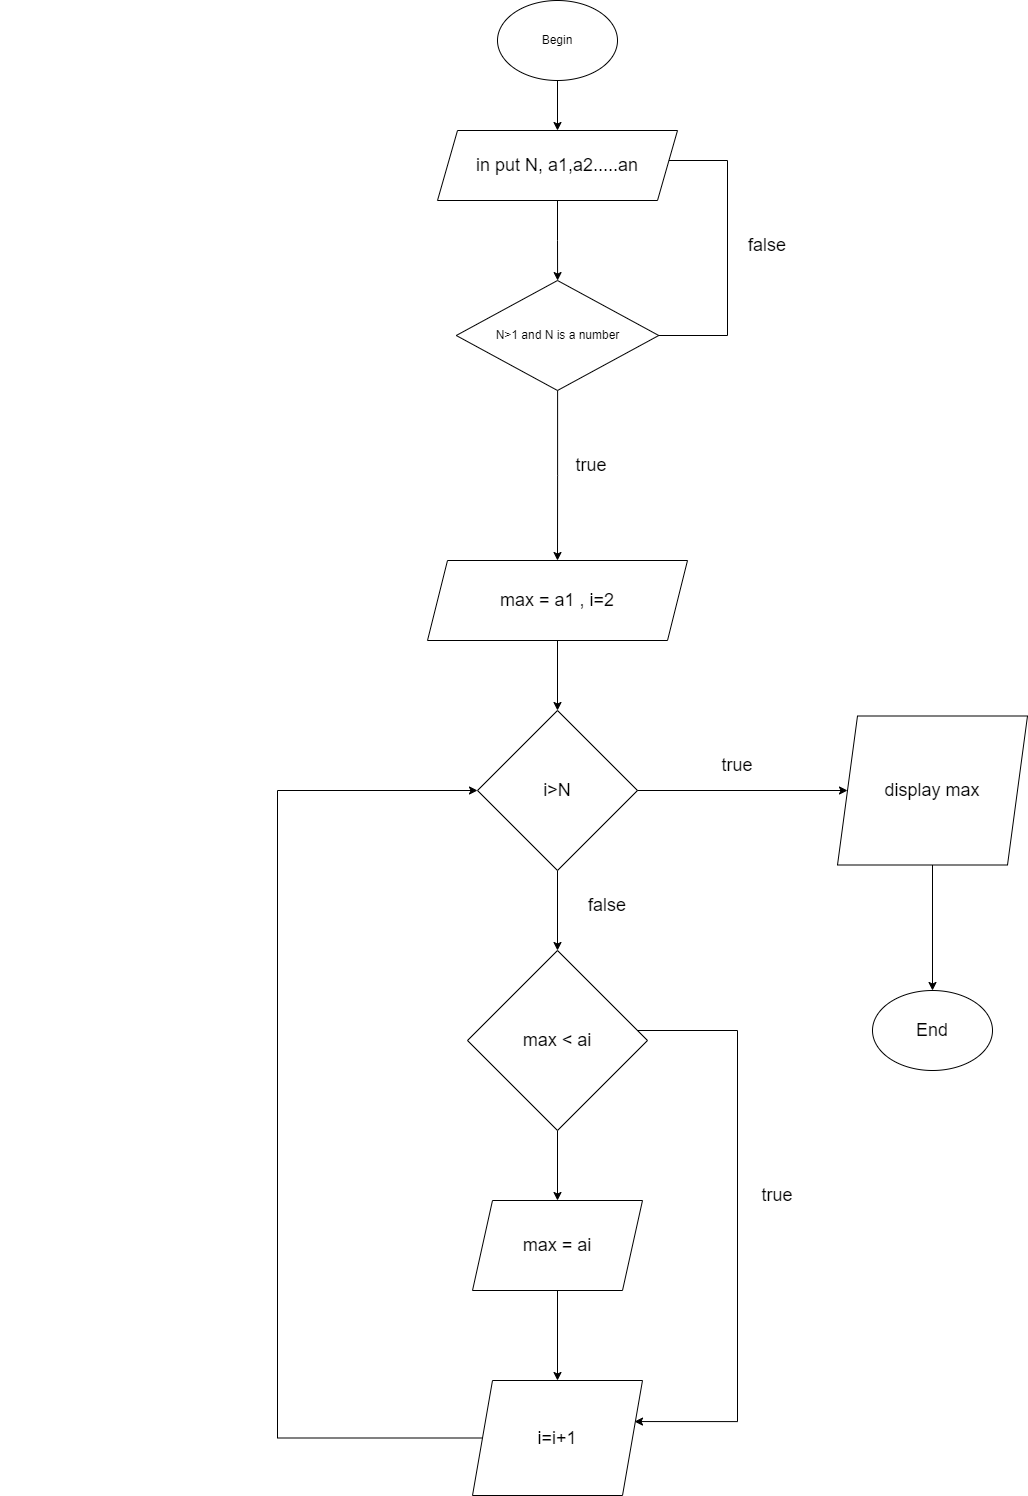 Begin
in put N, a1,a2.....an
false
N>1 and N is a number
true
max = a1 , i=2
true
i>N
display max
false
End
max < ai
true
max = ai
i=i+1